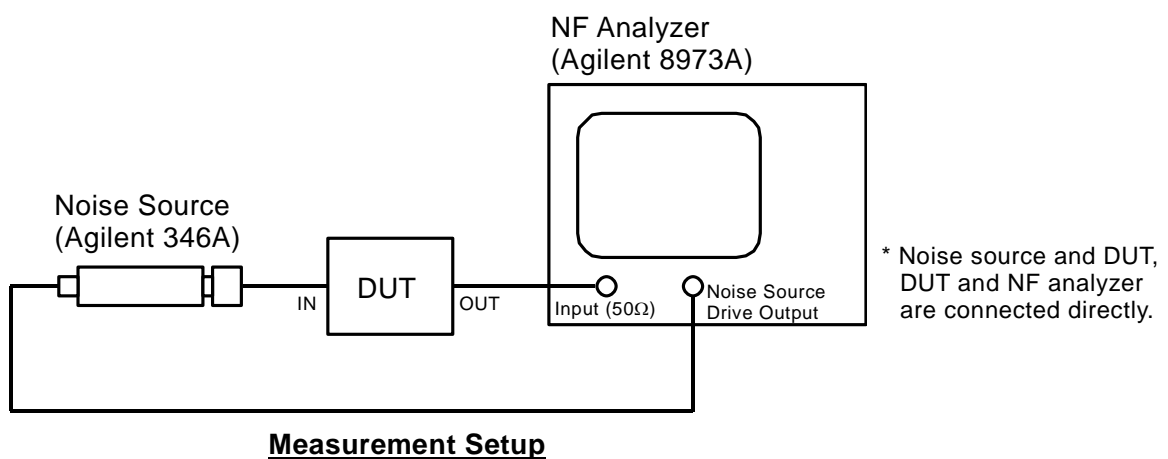 NF Analyzer
(Agilent 8973A)
Noise Source
(Agilent 346A)
DUT
IN
OUT
Input (50Ω)
Noise Source
Drive Output
* Noise source and DUT,
DUT and NF analyzer
are connected directly.
Measurement Setup